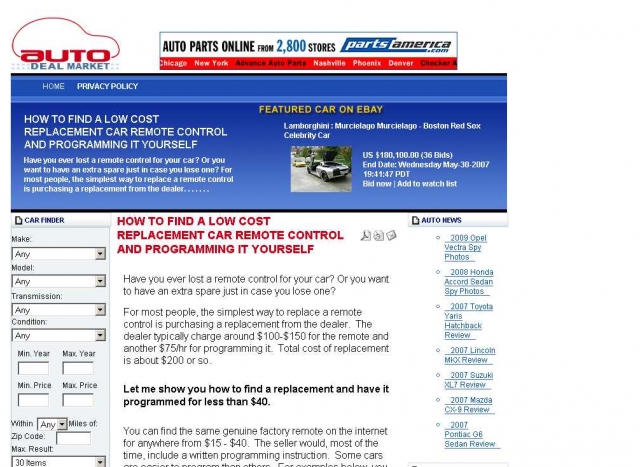 auto
DEAL MARKET
AUTO PARTS ONLINE FROM 2,800 STORES partsamerica.com
Chicago New York Advance Auto Parts Nashville Phoenix Denver Checker A
HOME PRIVACY POLICY
HOW TO FIND A LOW COST
REPLACEMENT CAR REMOTE CONTROL
AND PROGRAMMING IT YOURSELF
Have you ever lost a remote control for your car? Or you
want to have an extra spare just in case you lose one? For
most people, the simplest way to replace a remote control
is purchasing a replacement from the dealer. . . . . . .
FEATURED CAR ON EBAY
Lamborghini : Murcielago Murcielago - Boston Red Sox
Celebrity Car
US $180,100.00 (36 Bids)
End Date: Wednesday May-30-2007
19:41:47 PDT
Bid now | Add to watch list
CAR FINDER
Make:
Any
Model:
Any
Transmission:
Any
Condition:
Any
Min. Year Max. Year
Min. Price Max. Price
Within Any Miles of:
Zip Code:
Max. Result:
30 Items
HOW TO FIND A LOW COST
REPLACEMENT CAR REMOTE CONTROL
AND PROGRAMMING IT YOURSELF
Have you ever lost a remote control for your car? Or you want
to have an extra spare just in case you lose one?
For most people, the simplest way to replace a remote
control is purchasing a replacement from the dealer. The
dealer typically charge around $100-$150 for the remote and
another $75/hr for programming it. Total cost of replacement
is about $200 or so.
Let me show you how to find a replacement and have it
programmed for less than $40.
You can find the same genuine factory remote on the internet
for anywhere from $15 - $40. The seller would, most of the
time, include a written programming instruction. Some cars
are easier to program than others. For examples below, you
AUTO NEWS
2009 Opel
Vectra Spy
Photos
2008 Honda
Accord Sedan
Spy Photos
2007 Toyota
Yaris
Hatchback
Review
2007 Lincoln
MKX Review
2007 Suzuki
XL7 Review
2007 Mazda
CX-9 Review
2007
Pontiac G6
Sedan Review